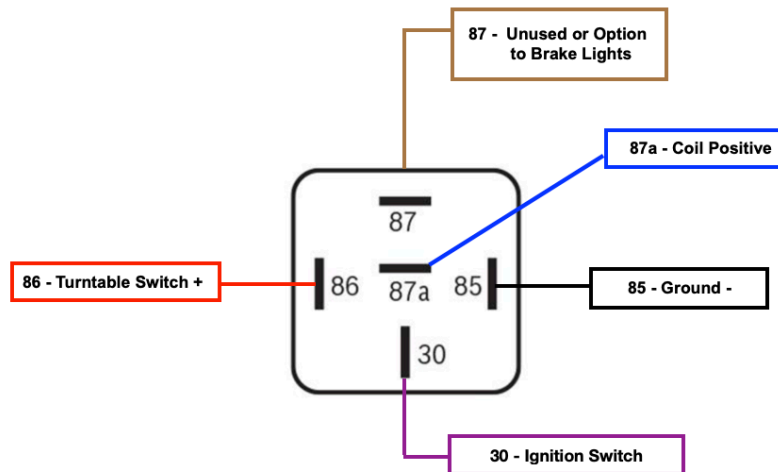 87 - Unused or Option
to Brake Lights
87a - Coil Positive
87
86 - Turntable Switch +
86
87a
85
85 - Ground -
30
30 - Ignition Switch